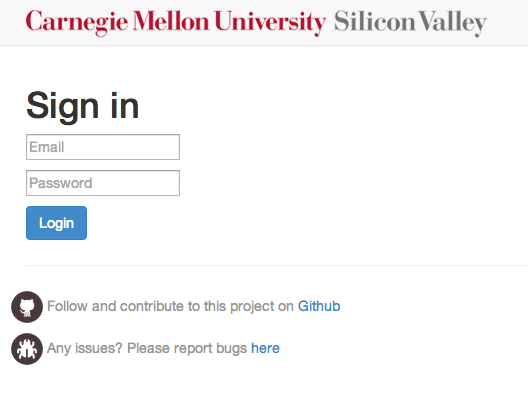 Carnegie Mellon University Silicon Valley
Sign in
Email
Password
Login
Follow and contribute to this project on Github
Any issues? Please report bugs here